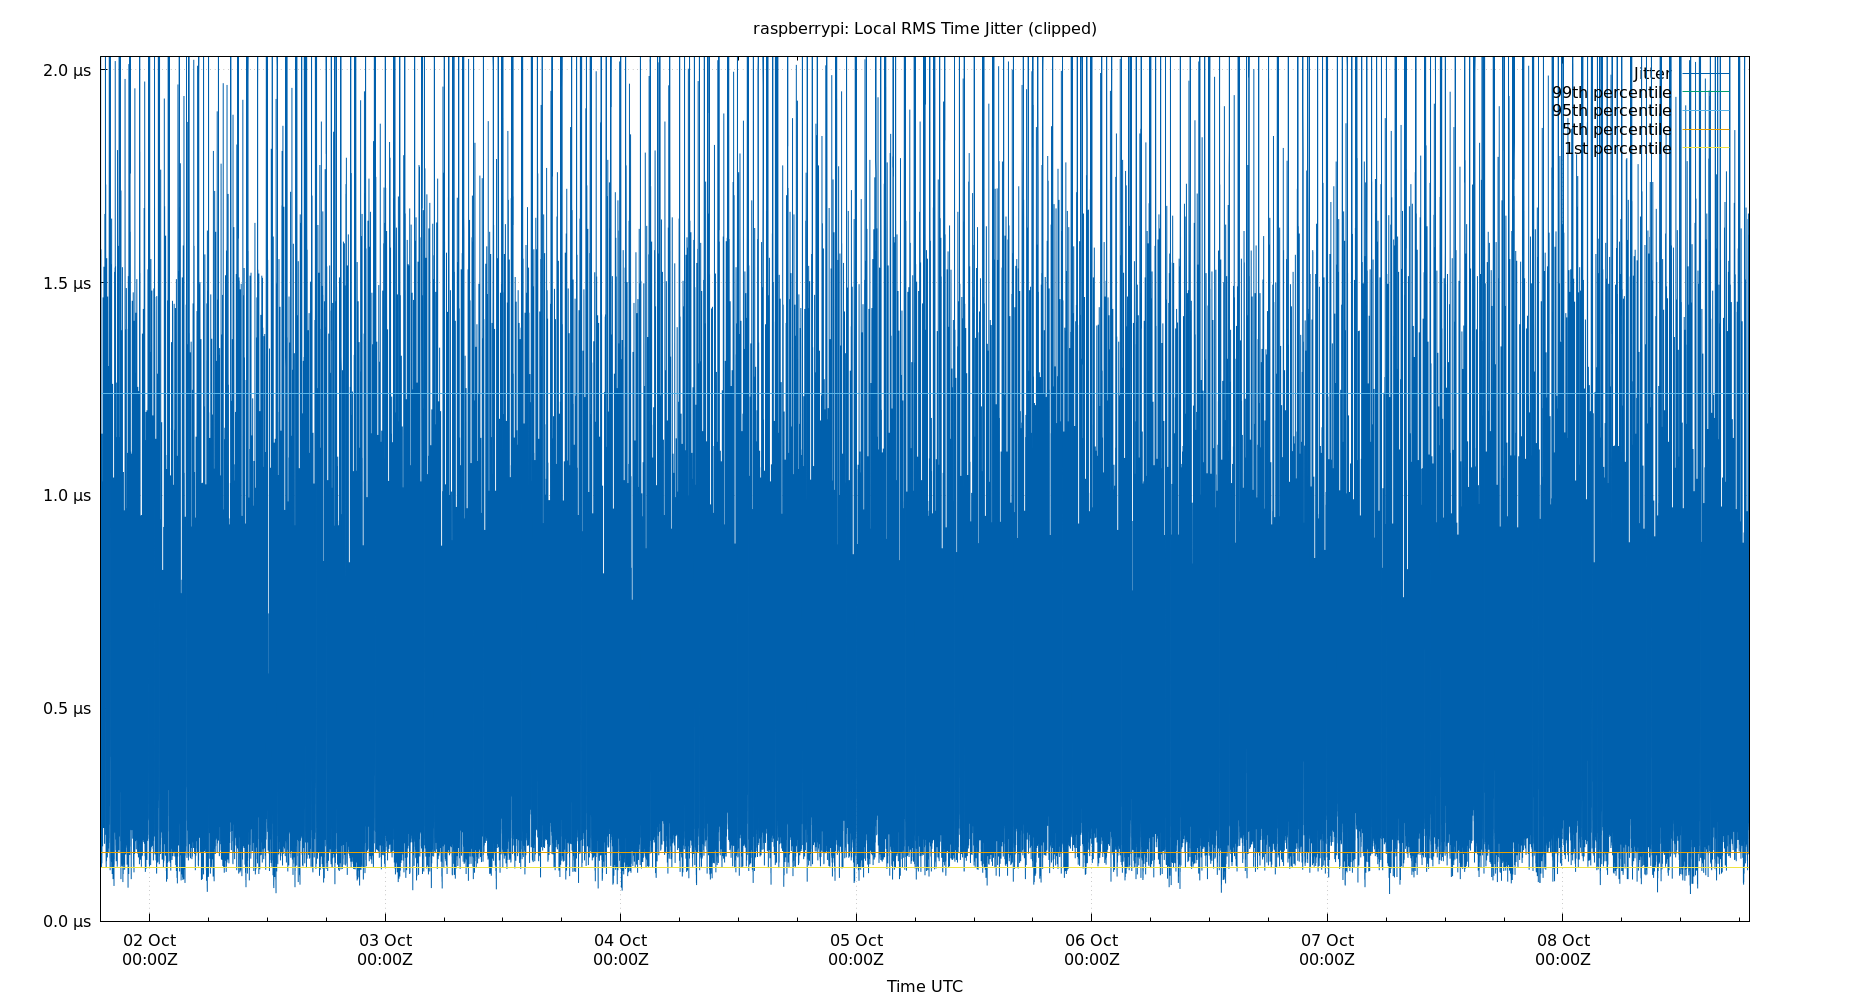 raspberrypi: Local RMS Time Jitter (clipped)
2.0 μs
1.5 μs
1.0 μs
0.5 μs
0.0 μs
Jitter
99th percentile
95th percentile
5th percentile
1st percentile
02 Oct
00:00Z
03 Oct
00:00Z
04 Oct
00:00Z
05 Oct
00:00Z
06 Oct
00:00Z
07 Oct
00:00Z
08 Oct
00:00Z
Time UTC